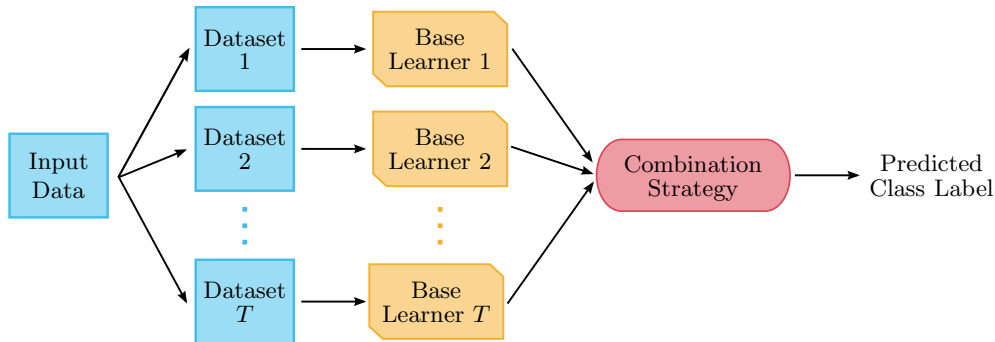 Input
Data
Dataset
1
Dataset
2
Dataset
T
Base
Learner 1
Base
Learner 2
Base
Learner T
Combination
Strategy
Predicted
Class Label